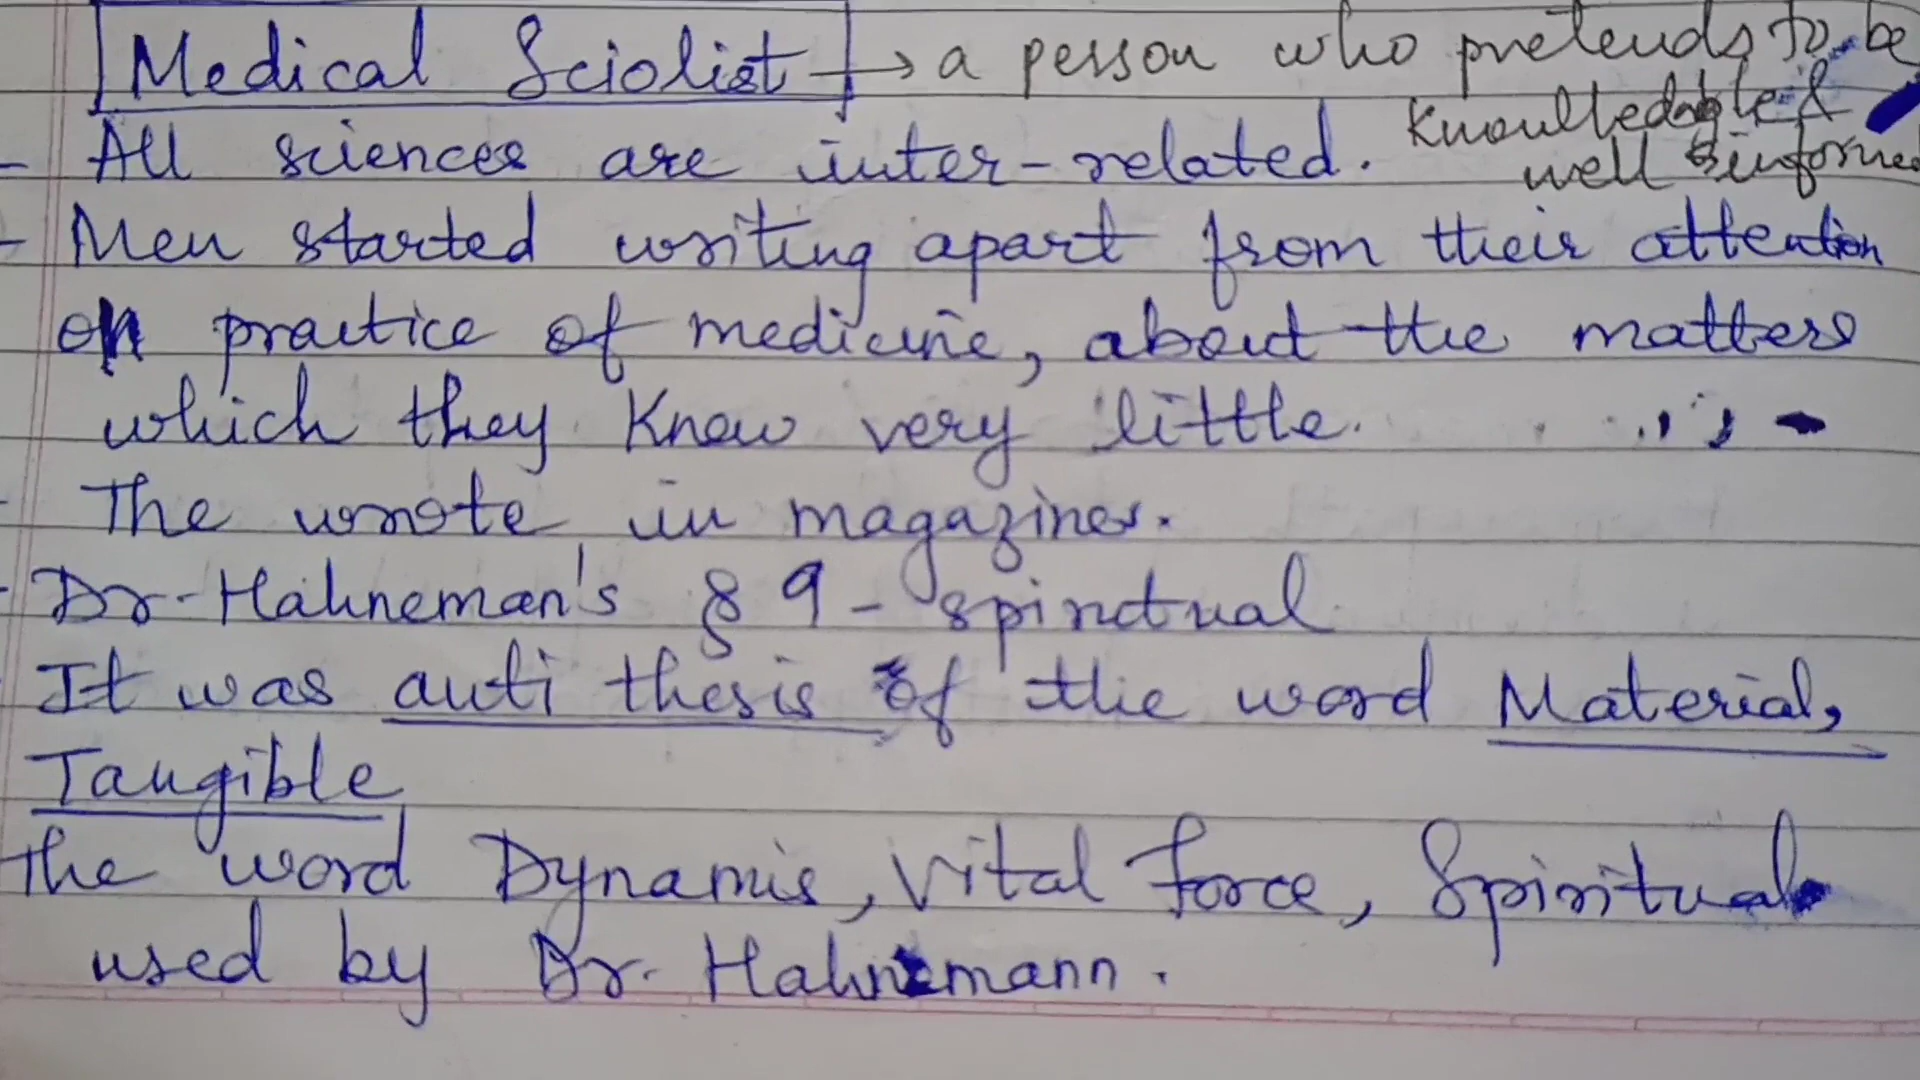 Medical Sciolist → a person who pretends to be
Knowlledgble &
well informed
- All sciences are inter-related.
- Men started writing apart from their attention
on practice of medicine, about the matters
which they know very little.
- The wrote in magazines.
- Dr. Hahneman's § 9 - spiritual
- It was anti thesis of the word Material,
Tangible
The word Dynamis, Vital force, Spiritual
used by Dr. Hahnemann.